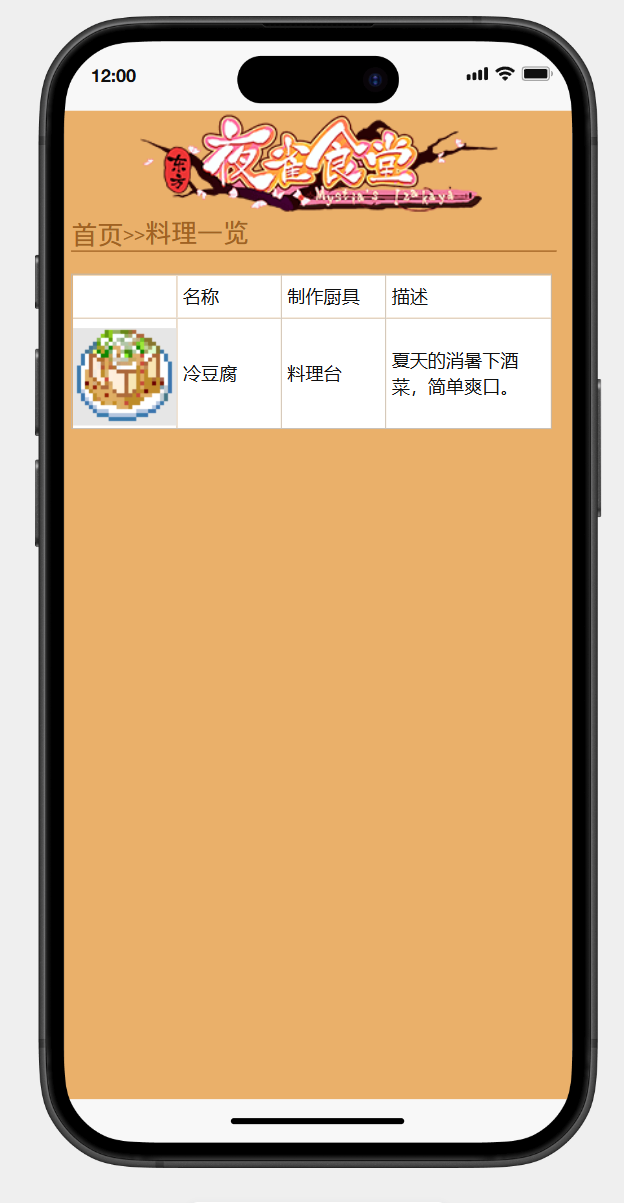 12:00
东方
夜雀食堂
Mystia's Izakaya
首页>>料理一览
名称 制作厨具 描述
冷豆腐 料理台 夏天的消暑下酒
菜，简单爽口。